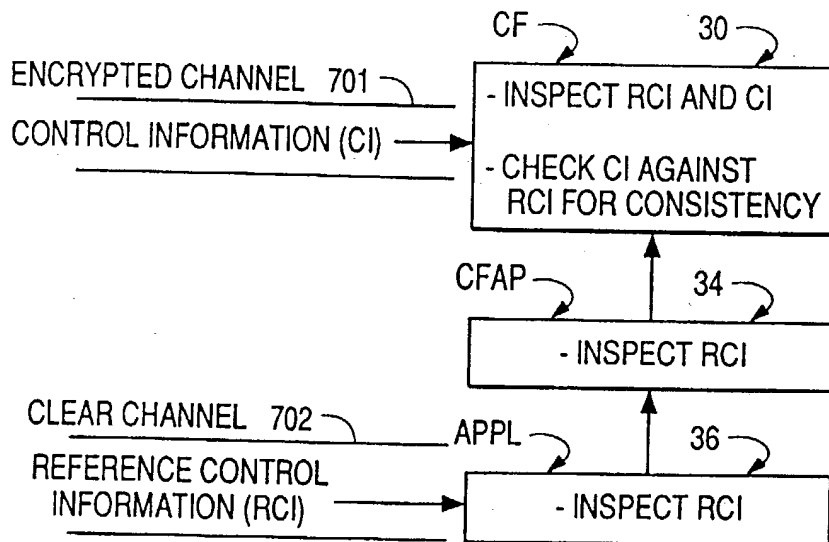 CF 30
ENCRYPTED CHANNEL 701
CONTROL INFORMATION (CI)
- INSPECT RCI AND CI
- CHECK CI AGAINST
RCI FOR CONSISTENCY
CFAP 34
- INSPECT RCI
CLEAR CHANNEL 702
APPL 36
REFERENCE CONTROL
INFORMATION (RCI)
- INSPECT RCI